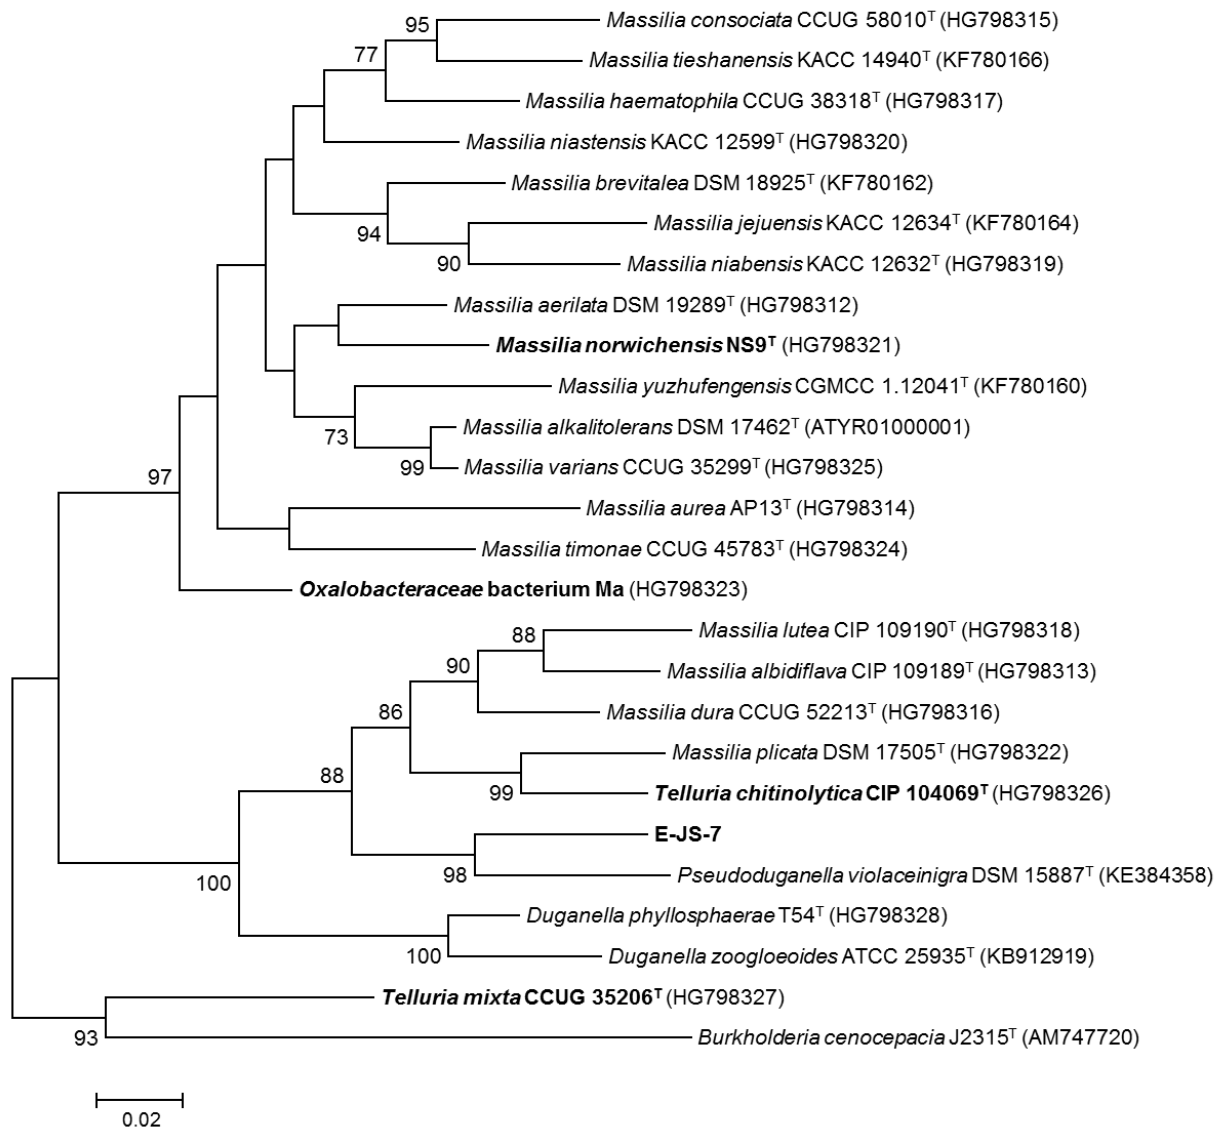 Massilia consociata CCUG 58010ᵀ (HG798315)
95
Massilia tieshanensis KACC 14940ᵀ (KF780166)
77
Massilia haematophila CCUG 38318ᵀ (HG798317)
Massilia niastensis KACC 12599ᵀ (HG798320)
Massilia brevitalea DSM 18925ᵀ (KF780162)
Massilia jejuensis KACC 12634ᵀ (KF780164)
94
90
Massilia niabensis KACC 12632ᵀ (HG798319)
Massilia aerilata DSM 19289ᵀ (HG798312)
Massilia norwichensis NS9ᵀ (HG798321)
Massilia yuzhufengensis CGMCC 1.12041ᵀ (KF780160)
Massilia alkalitolerans DSM 17462ᵀ (ATYR01000001)
73
99
Massilia varians CCUG 35299ᵀ (HG798325)
97
Massilia aurea AP13ᵀ (HG798314)
Massilia timonae CCUG 45783ᵀ (HG798324)
Oxalobacteraceae bacterium Ma (HG798323)
Massilia lutea CIP 109190ᵀ (HG798318)
88
90
Massilia albidiflava CIP 109189ᵀ (HG798313)
86
Massilia dura CCUG 52213ᵀ (HG798316)
Massilia plicata DSM 17505ᵀ (HG798322)
88
99
Telluria chitinolytica CIP 104069ᵀ (HG798326)
E-JS-7
98
Pseudoduganella violaceinigra DSM 15887ᵀ (KE384358)
100
Duganella phyllosphaerae T54ᵀ (HG798328)
100
Duganella zoogloeoides ATCC 25935ᵀ (KB912919)
Telluria mixta CCUG 35206ᵀ (HG798327)
93
Burkholderia cenocepacia J2315ᵀ (AM747720)
0.02